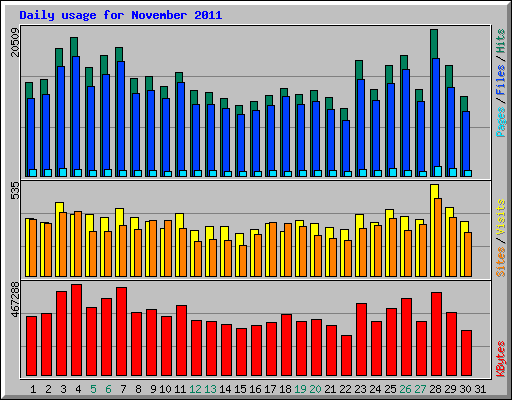 Daily usage for November 2011
20509
Pages / Files / Hits
535
Sites / Visits
467288
KBytes
1 2 3 4 5 6 7 8 9 10 11 12 13 14 15 16 17 18 19 20 21 22 23 24 25 26 27 28 29 30 31